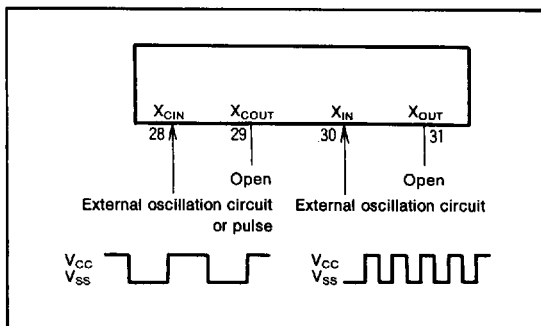 XCIN XCOUT XIN XOUT
28 29 30 31
Open Open
External oscillation circuit External oscillation circuit
or pulse
VCC VCC
VSS VSS